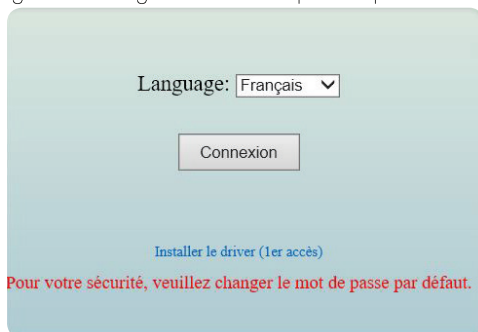 Language: Français
Connexion
Installer le driver (1er accès)
Pour votre sécurité, veuillez changer le mot de passe par défaut.